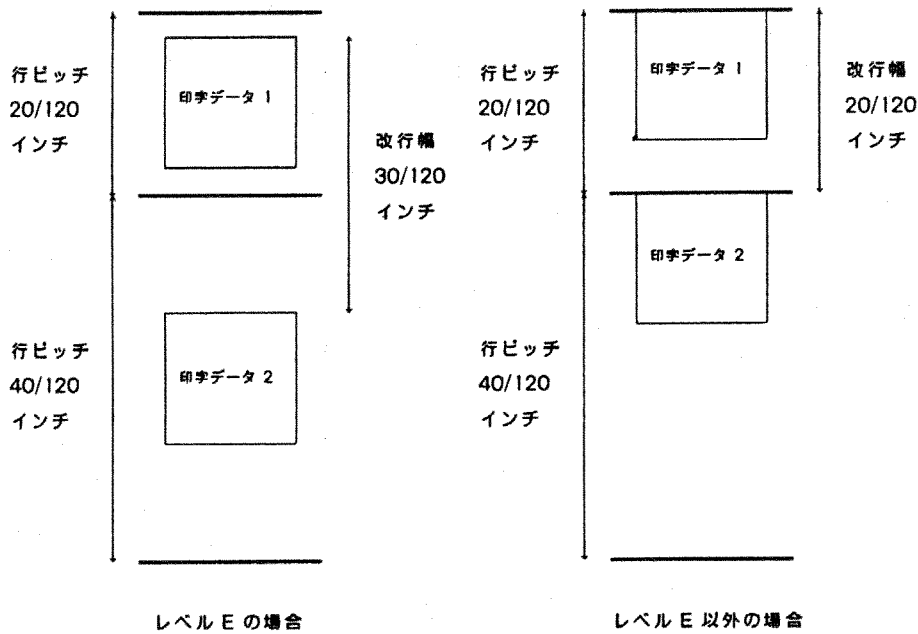 行ピッチ
20/120
インチ
印字データ 1
改行幅
30/120
インチ
行ピッチ
40/120
インチ
印字データ 2
レベル E の場合
行ピッチ
20/120
インチ
印字データ 1
改行幅
20/120
インチ
印字データ 2
行ピッチ
40/120
インチ
レベル E 以外の場合